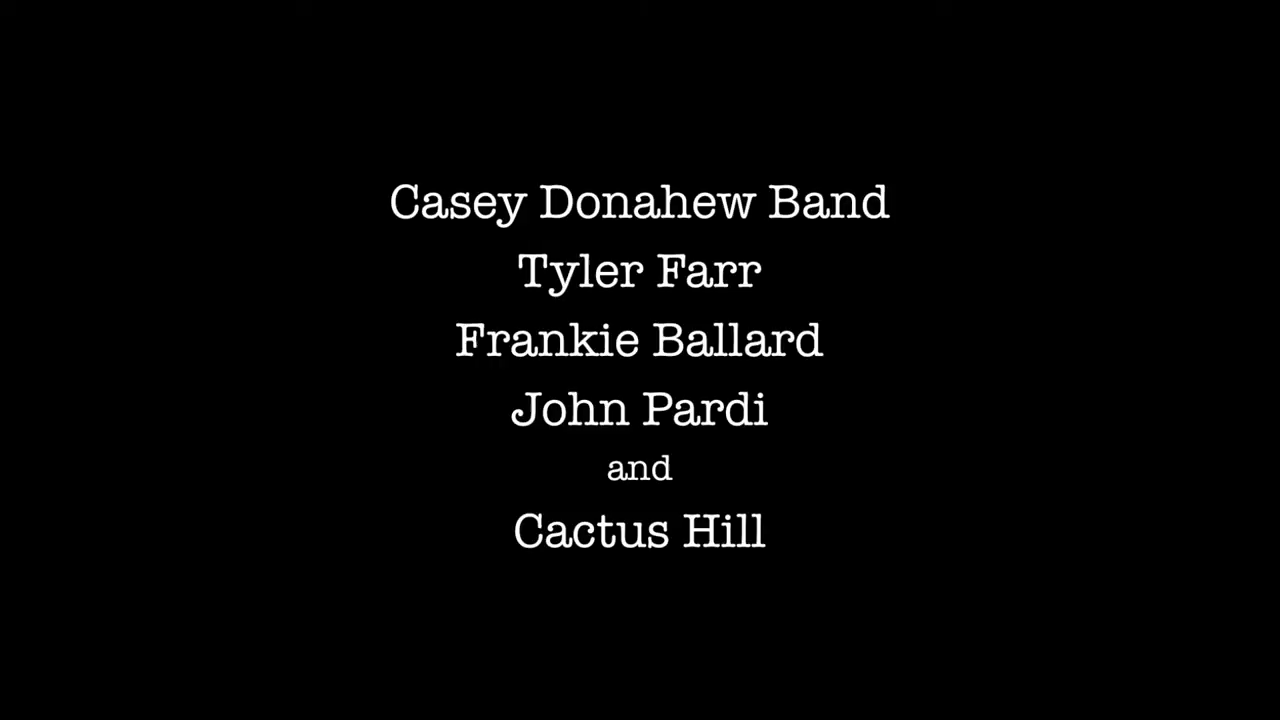 Casey Donahew Band
Tyler Farr
Frankie Ballard
John Pardi
and
Cactus Hill